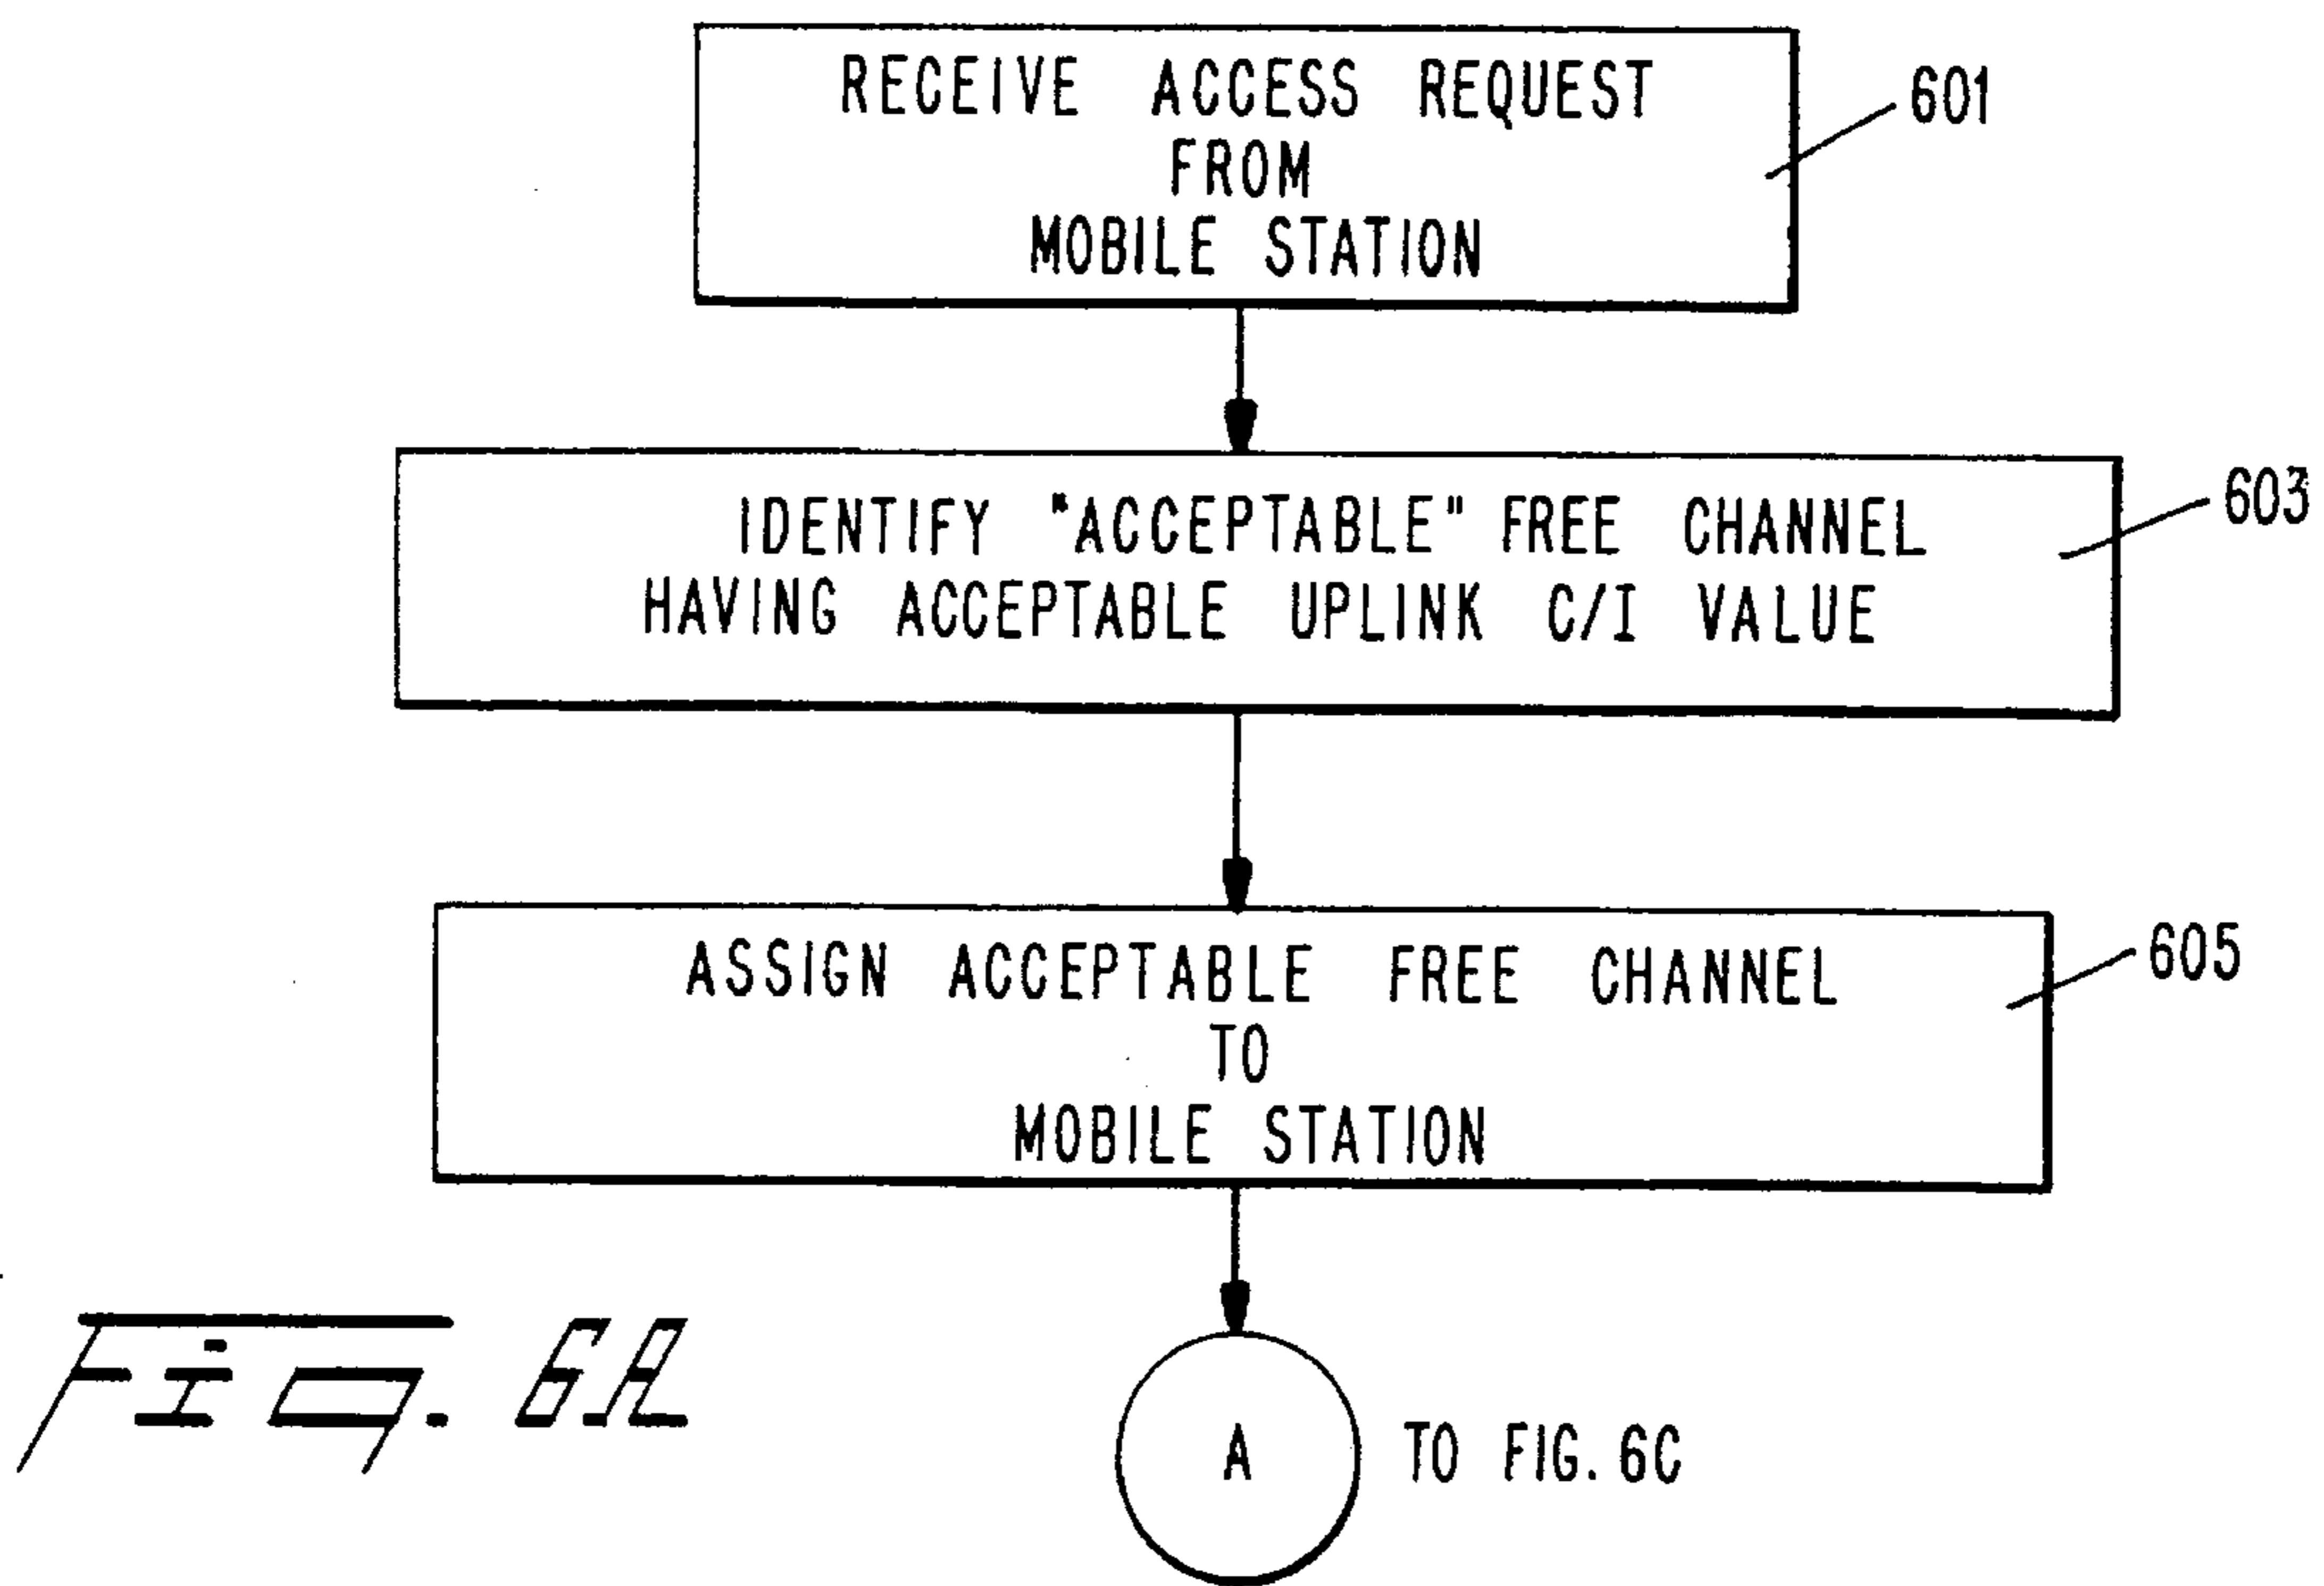 RECEIVE ACCESS REQUEST
FROM
MOBILE STATION
601
IDENTIFY "ACCEPTABLE" FREE CHANNEL
HAVING ACCEPTABLE UPLINK C/I VALUE
603
ASSIGN ACCEPTABLE FREE CHANNEL
TO
MOBILE STATION
605
A
TO FIG. 6C
Fig. 6A